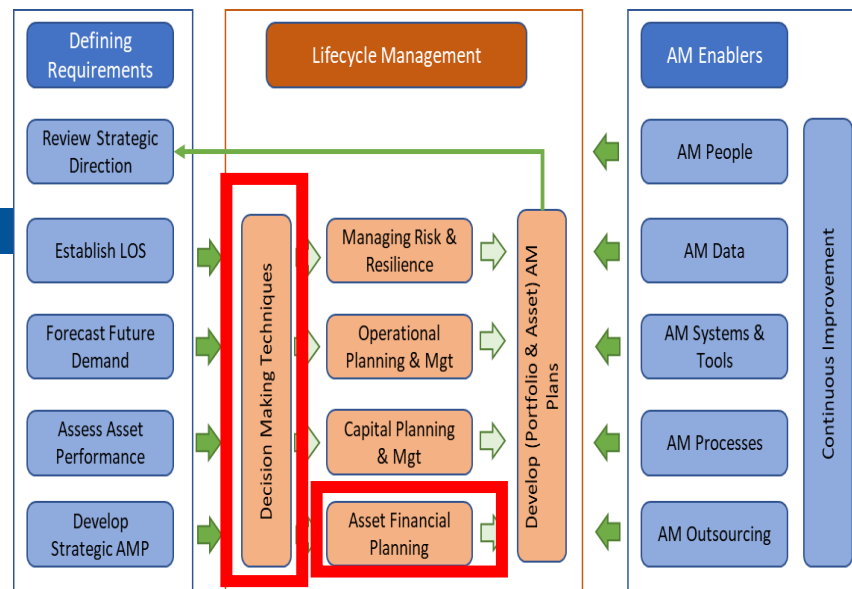 Defining
Requirements
Review Strategic
Direction
Establish LOS
Forecast Future
Demand
Assess Asset
Performance
Develop
Strategic AMP
Lifecycle Management
Decision Making Techniques
Managing Risk &
Resilience
Operational
Planning & Mgt
Capital Planning
& Mgt
Asset Financial
Planning
Develop (Portfolio & Asset) AM
Plans
AM Enablers
AM People
AM Data
AM Systems &
Tools
AM Processes
AM Outsourcing
Continuous Improvement